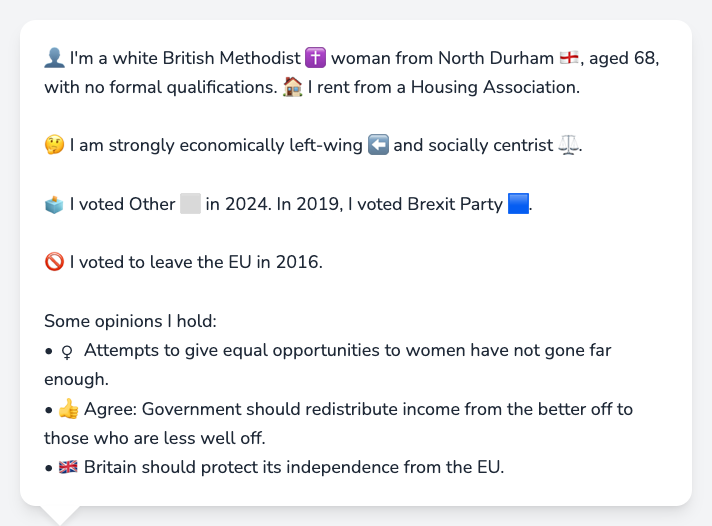 👤 I'm a white British Methodist ✝️ woman from North Durham 🏴󠁧󠁢󠁥󠁮󠁧󠁿, aged 68,
with no formal qualifications. 🏠 I rent from a Housing Association.
🤔 I am strongly economically left-wing ⬅️ and socially centrist ⚖️.
🗳️ I voted Other ⬜ in 2024. In 2019, I voted Brexit Party 🟦.
🚫 I voted to leave the EU in 2016.
Some opinions I hold:
• ♀ Attempts to give equal opportunities to women have not gone far
enough.
• 👍 Agree: Government should redistribute income from the better off to
those who are less well off.
• 🇬🇧 Britain should protect its independence from the EU.